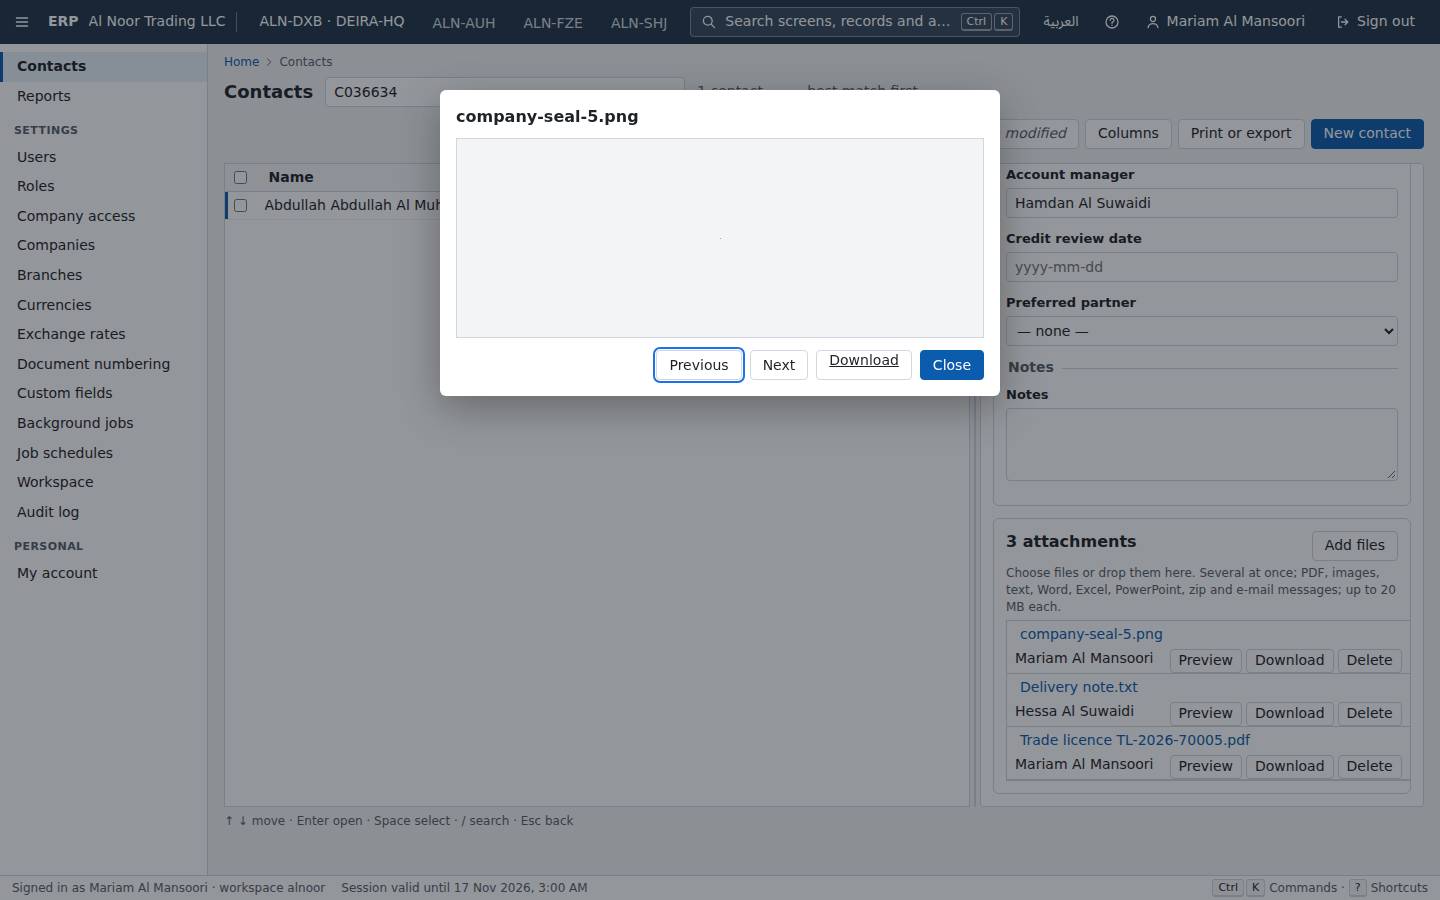 ERP Al Noor Trading LLC ALN-DXB · DEIRA-HQ ALN-AUH ALN-FZE ALN-SHJ Search screens, records and a… Ctrl K العربية Mariam Al Mansoori Sign out
Contacts
Reports
SETTINGS
Users
Roles
Company access
Companies
Branches
Currencies
Exchange rates
Document numbering
Custom fields
Background jobs
Job schedules
Workspace
Audit log
PERSONAL
My account
Home > Contacts
Contacts C036634
modified Columns Print or export New contact
Name
Abdullah Abdullah Al Muh
company-seal-5.png
Previous Next Download Close
Account manager
Hamdan Al Suwaidi
Credit review date
yyyy-mm-dd
Preferred partner
— none —
Notes
Notes
3 attachments Add files
Choose files or drop them here. Several at once; PDF, images,
text, Word, Excel, PowerPoint, zip and e-mail messages; up to 20
MB each.
company-seal-5.png
Mariam Al Mansoori Preview Download Delete
Delivery note.txt
Hessa Al Suwaidi Preview Download Delete
Trade licence TL-2026-70005.pdf
Mariam Al Mansoori Preview Download Delete
↑ ↓ move · Enter open · Space select · / search · Esc back
Signed in as Mariam Al Mansoori · workspace alnoor Session valid until 17 Nov 2026, 3:00 AM Ctrl K Commands · ? Shortcuts